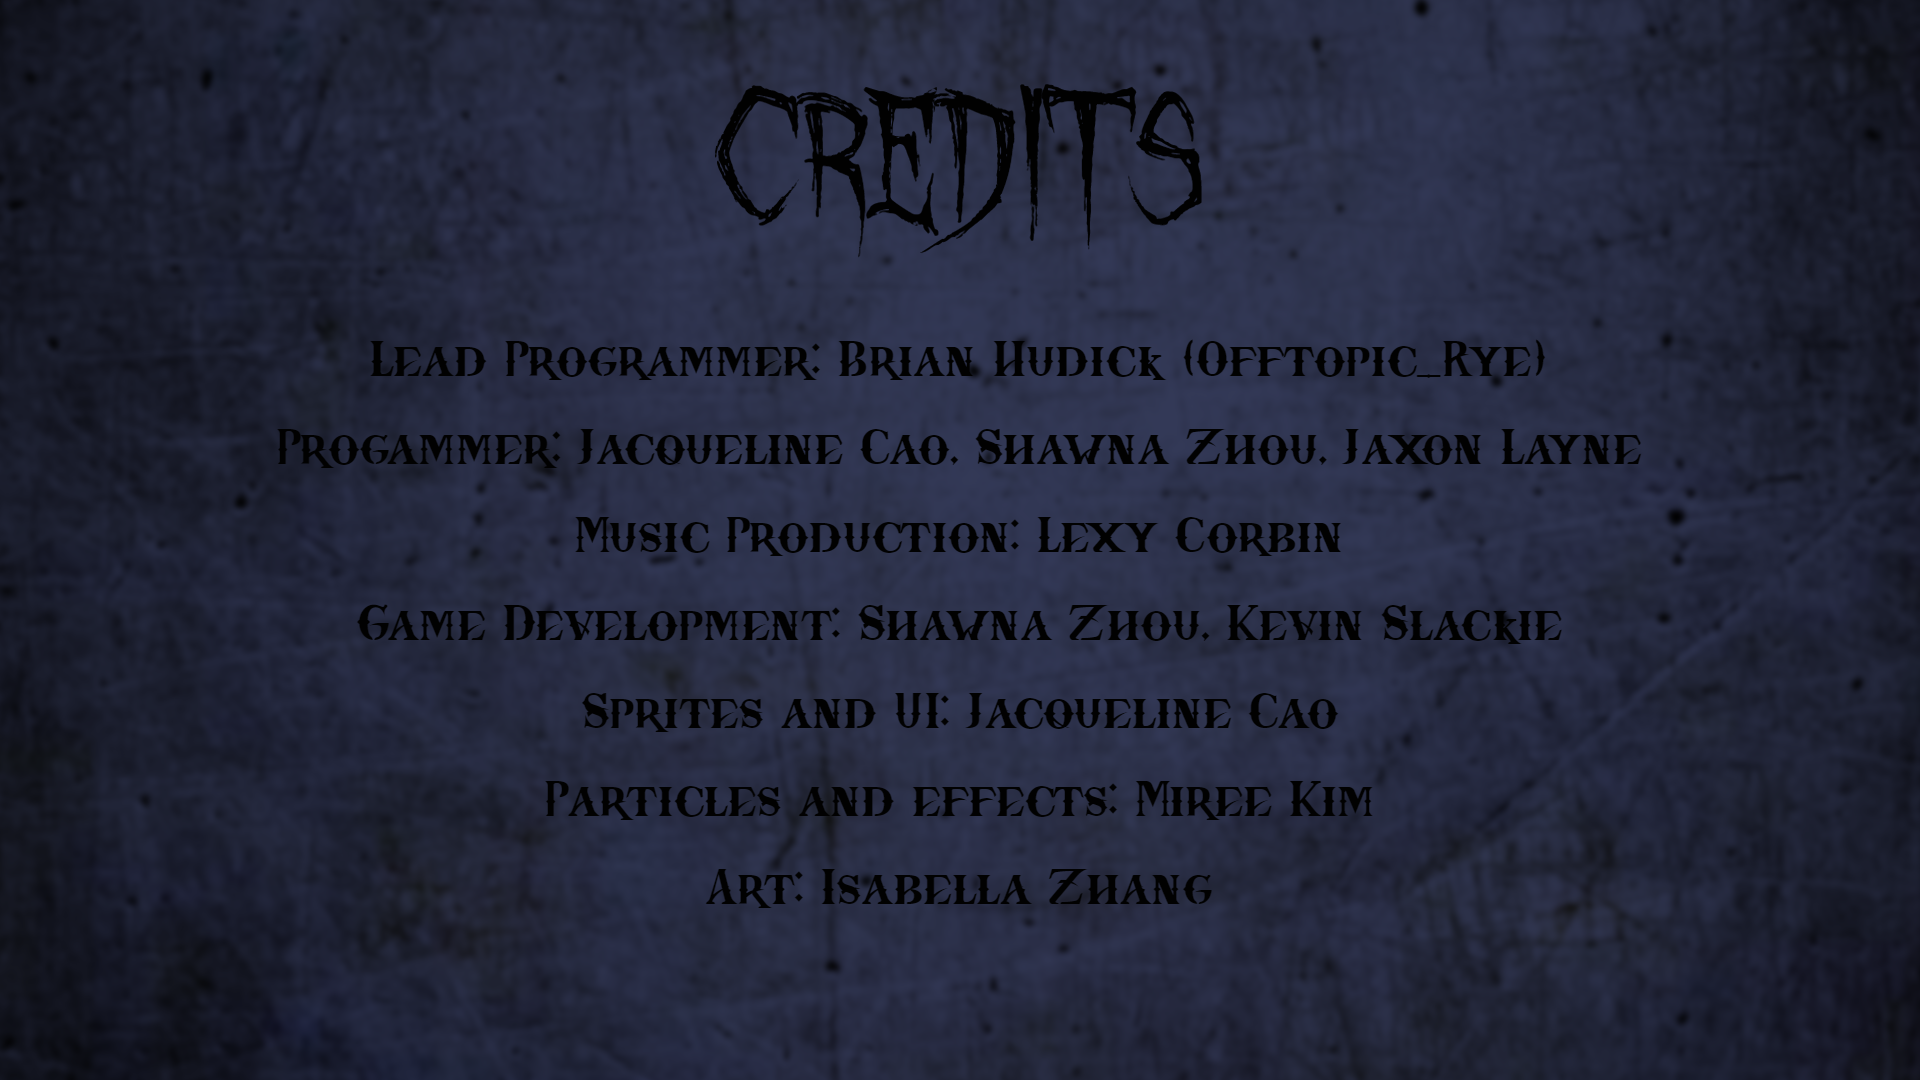 CREDITS
Lead Programmer: Brian Hudick (Offtopic_Rye)
Progammer: Jacqueline Cao, Shawna Zhou, Jaxon Layne
Music Production: Lexy Corbin
Game Development: Shawna Zhou, Kevin Slackie
Sprites and UI: Jacqueline Cao
Particles and effects: Miree Kim
Art: Isabella Zhang